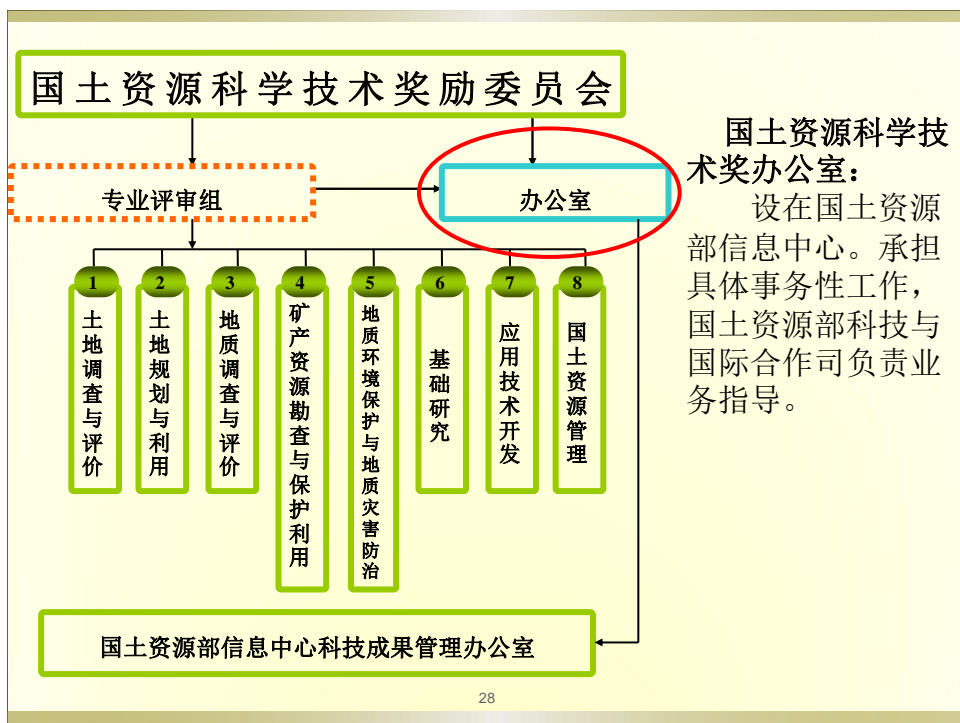 国土资源科学技术奖励委员会
专业评审组
办公室
1
土地调查与评价
2
土地规划与利用
3
地质调查与评价
4
矿产资源勘查与保护利用
5
地质环境保护与地质灾害防治
6
基础研究
7
应用技术开发
8
国土资源管理
国土资源部信息中心科技成果管理办公室
国土资源科学技
术奖办公室：
设在国土资源
部信息中心。承担
具体事务性工作，
国土资源部科技与
国际合作司负责业
务指导。
28